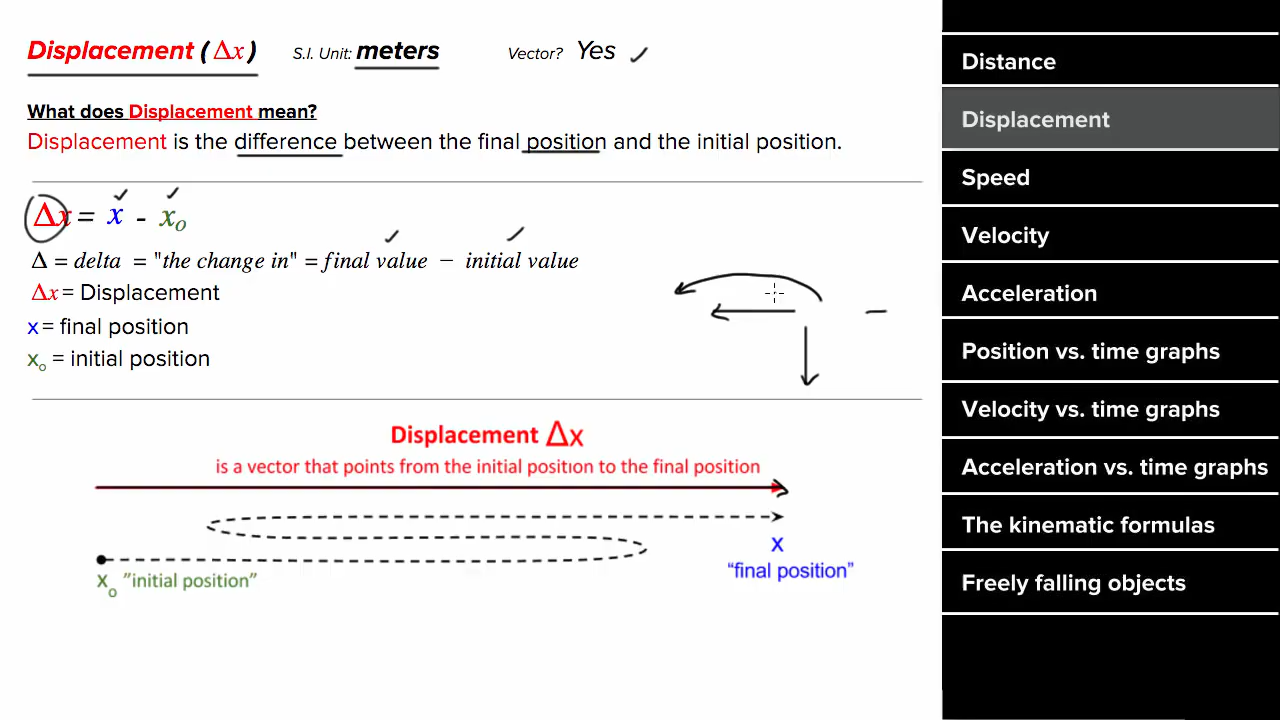 Displacement (Δx) S.I. Unit: meters Vector? Yes
What does Displacement mean?
Displacement is the difference between the final position and the initial position.
Δx = x - x₀
Δ = delta = "the change in" = final value − initial value
Δx = Displacement
x = final position
x₀ = initial position
Displacement Δx
is a vector that points from the initial position to the final position
x
"final position"
x₀ "initial position"
Distance
Displacement
Speed
Velocity
Acceleration
Position vs. time graphs
Velocity vs. time graphs
Acceleration vs. time graphs
The kinematic formulas
Freely falling objects